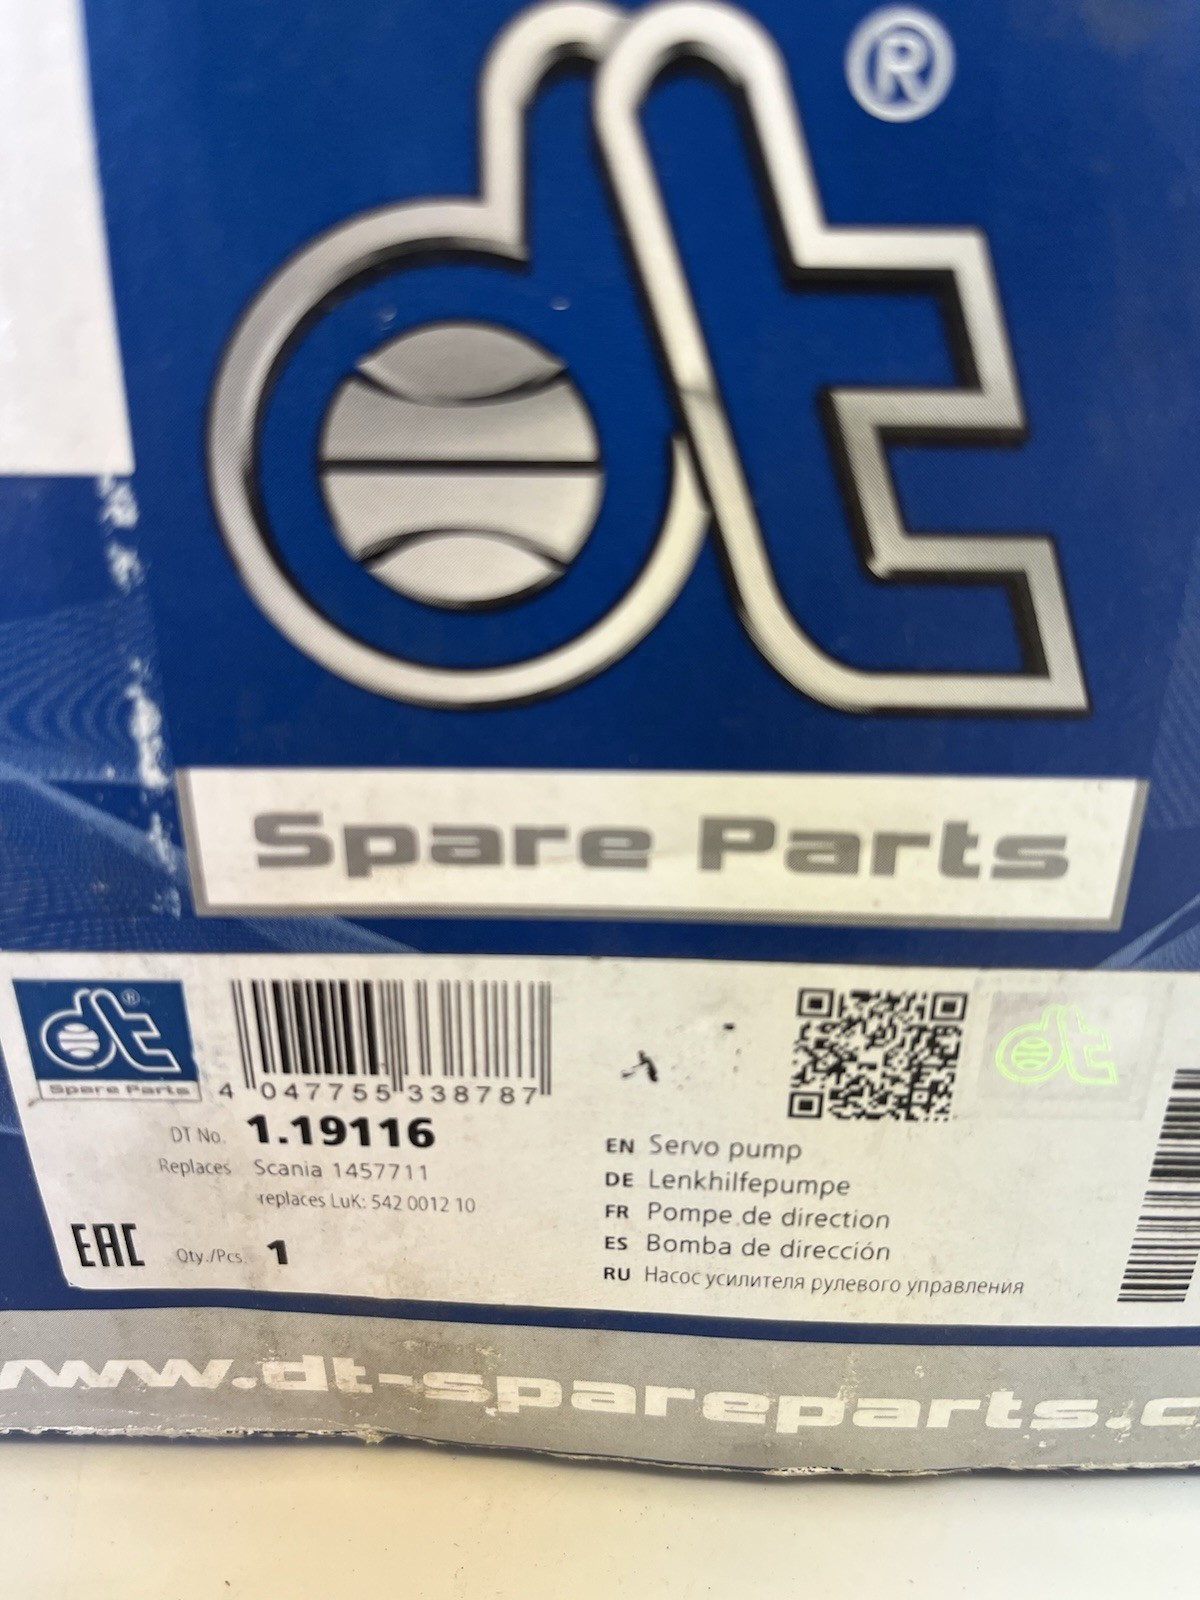 dt ®
Spare Parts
dt ®
Spare Parts
4 047755 338787
DT No. 1.19116
Replaces Scania 1457711
replaces LuK: 542 0012 10
EAC
Qty./Pcs. 1
dt
EN Servo pump
DE Lenkhilfepumpe
FR Pompe de direction
ES Bomba de dirección
RU Насос усилителя рулевого управления
www.dt-spareparts.c